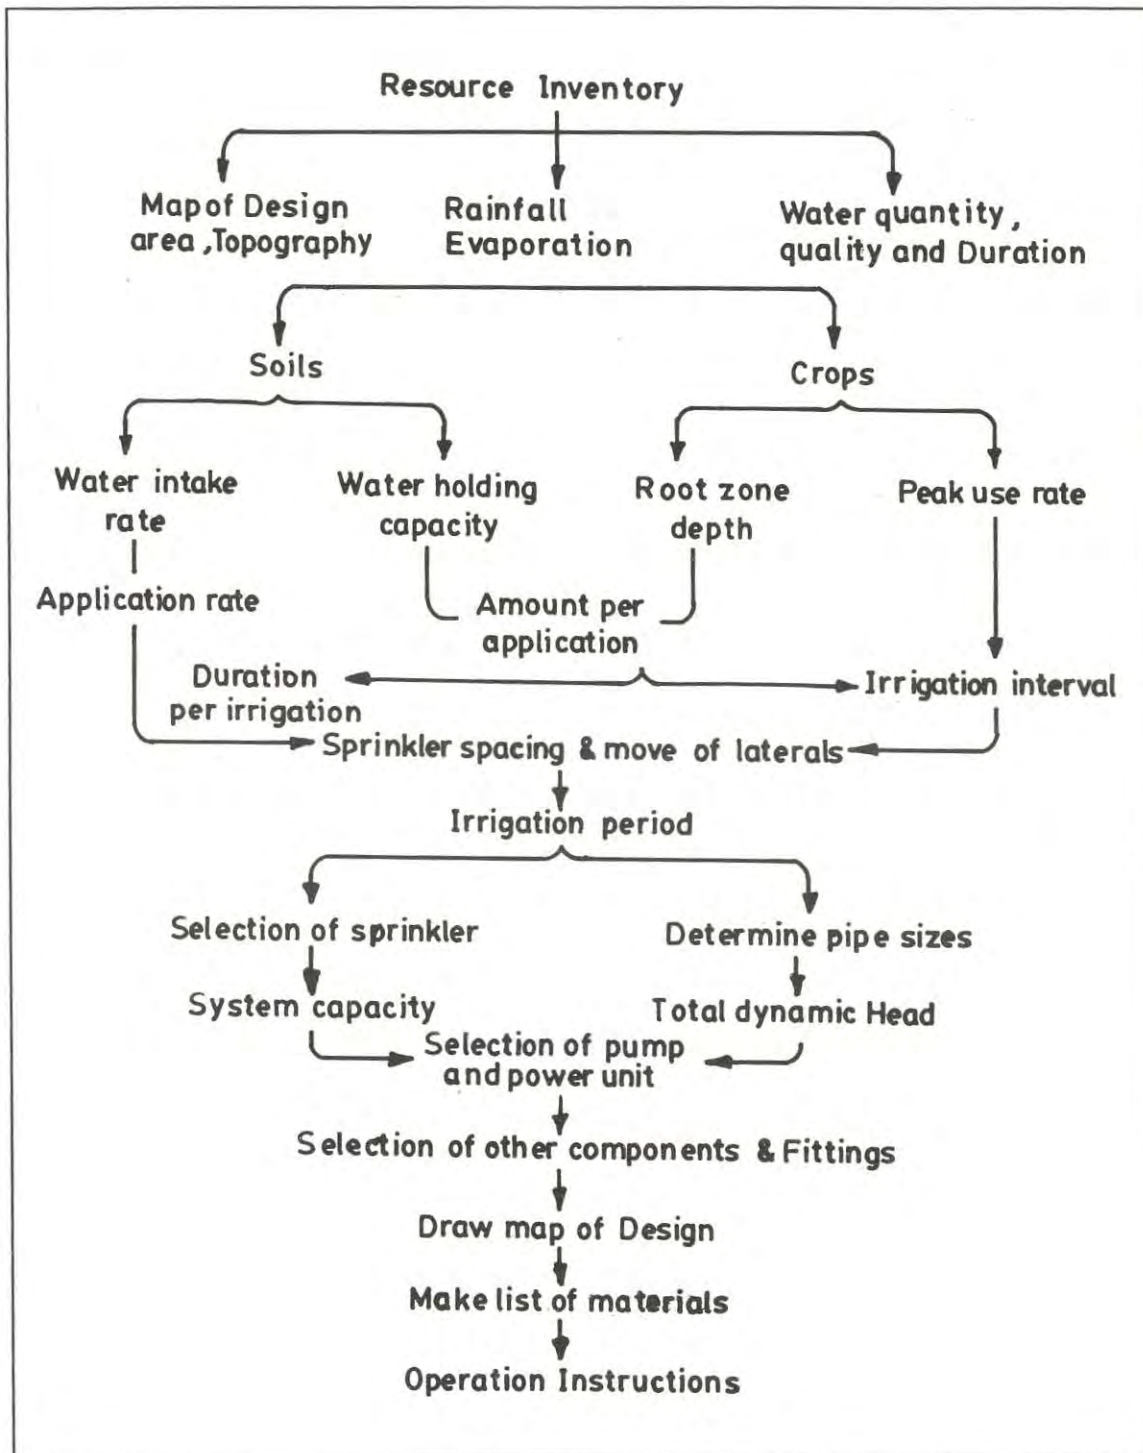 Resource Inventory
Map of Design
area ,Topography
Rainfall
Evaporation
Water quantity,
quality and Duration
Soils
Crops
Water intake
rate
Water holding
capacity
Root zone
depth
Peak use rate
Application rate
Amount per
application
Duration
per irrigation
Irrigation interval
Sprinkler spacing & move of laterals
Irrigation period
Selection of sprinkler
Determine pipe sizes
System capacity
Total dynamic Head
Selection of pump
and power unit
Selection of other components & Fittings
Draw map of Design
Make list of materials
Operation Instructions